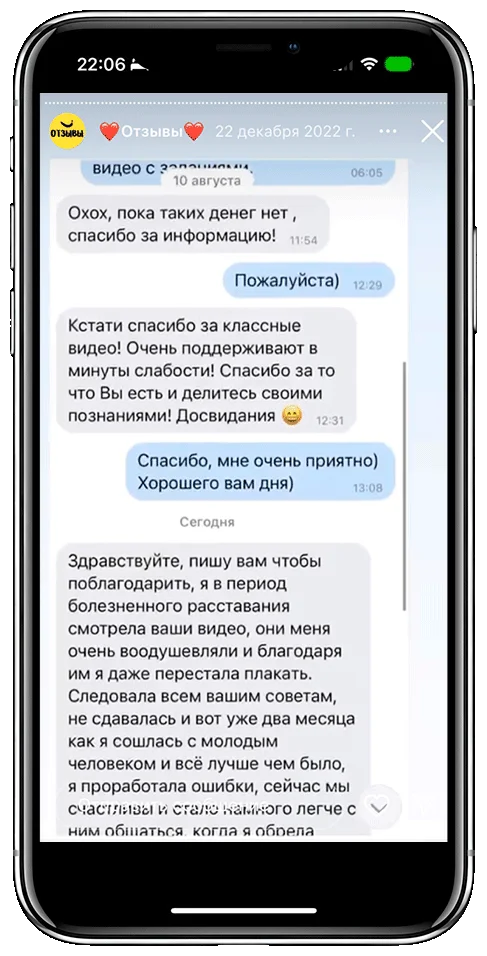 22:06
ОТЗЫВЫ
❤️Отзывы❤️ 22 декабря 2022 г. ...
видео с заданиями.
06:05
10 августа
Охох, пока таких денег нет ,
спасибо за информацию! 11:54
Пожалуйста) 12:29
Кстати спасибо за классные
видео! Очень поддерживают в
минуты слабости! Спасибо за то
что Вы есть и делитесь своими
познаниями! Досвидания 😄 12:31
Спасибо, мне очень приятно)
Хорошего вам дня) 13:08
Сегодня
Здравствуйте, пишу вам чтобы
поблагодарить, я в период
болезненного расставания
смотрела ваши видео, они меня
очень воодушевляли и благодаря
им я даже перестала плакать.
Следовала всем вашим советам,
не сдавалась и вот уже два месяца
как я сошлась с молодым
человеком и всё лучше чем было,
я проработала ошибки, сейчас мы
счастливы и стало намного легче с
ним общаться, когда я обрела